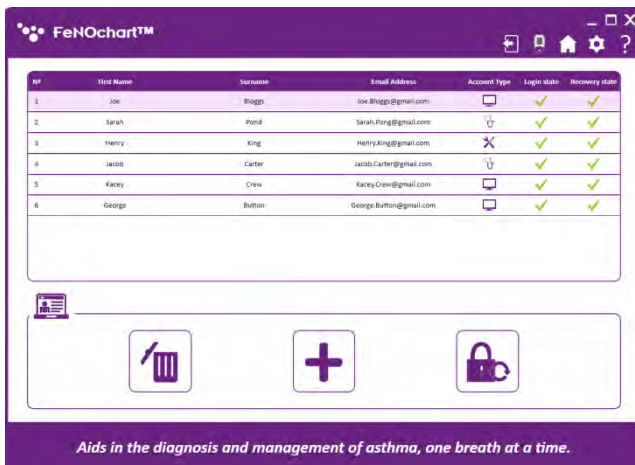 FeNOchart™
?
Nº First Name Surname Email Address Account Type Login state Recovery state
1 Joe Bloggs Joe.Bloggs@gmail.com
2 Sarah Pond Sarah.Pong@gmail.com
3 Henry King Henry.King@gmail.com
4 Jacob Carter Jacob.Carter@gmail.com
5 Kacey Crew Kacey.Crew@gmail.com
6 George Button George.Button@gmail.com
Aids in the diagnosis and management of asthma, one breath at a time.